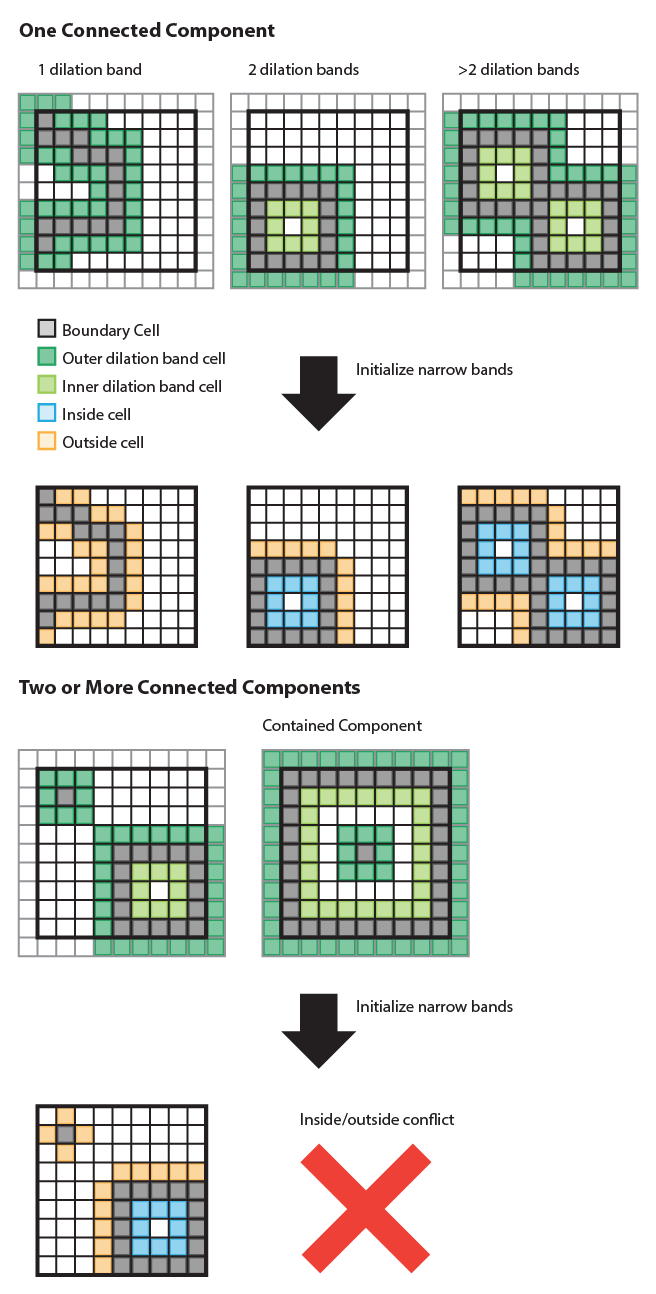 One Connected Component
1 dilation band
2 dilation bands
>2 dilation bands
Boundary Cell
Outer dilation band cell
Inner dilation band cell
Inside cell
Outside cell
Initialize narrow bands
Two or More Connected Components
Contained Component
Initialize narrow bands
Inside/outside conflict